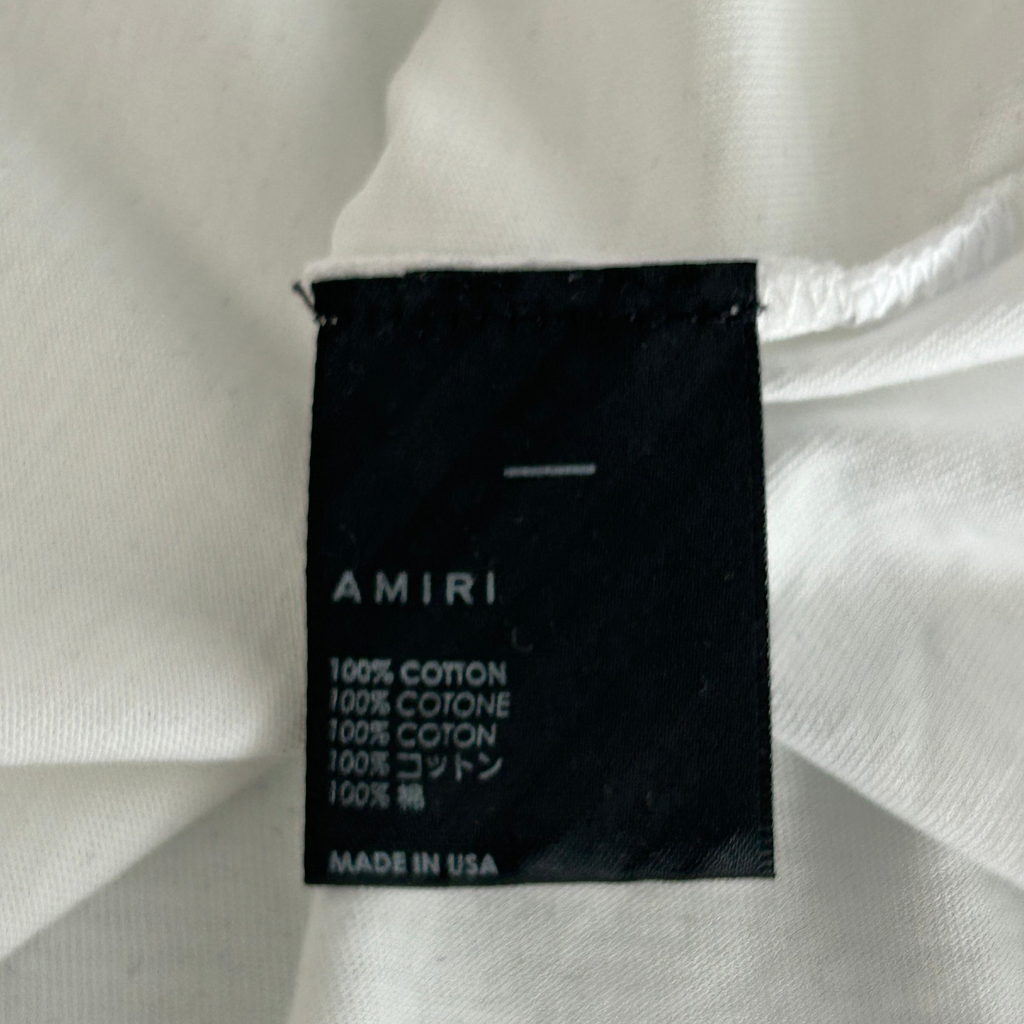 AMIRI
100% COTTON
100% COTONE
100% COTON
100% コットン
100% 棉
MADE IN USA